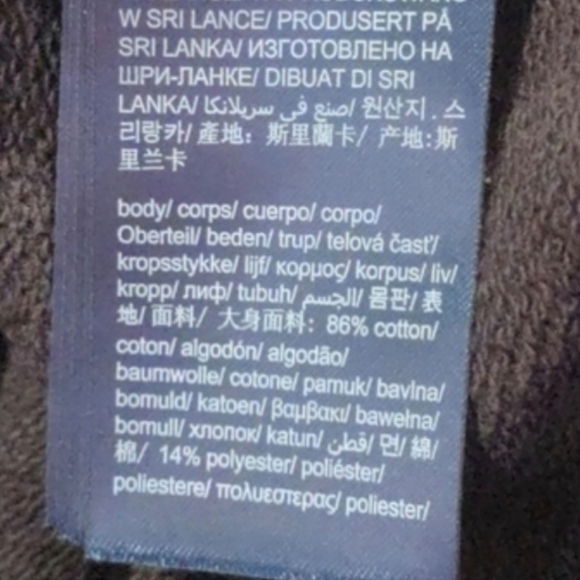 W SRI LANCE/ PRODUSERT PÅ
SRI LANKA/ ИЗГОТОВЛЕНО НА
ШРИ-ЛАНКЕ/ DIBUAT DI SRI
LANKA/ صنع في سريلانكا/ 원산지 . 스
리랑카/ 產地: 斯里蘭卡/ 产地:斯
里兰卡
body/ corps/ cuerpo/ corpo/
Oberteil/ beden/ trup/ telová časť/
kropsstykke/ lijf/ κορμος/ korpus/ liv/
kropp/ лиф/ tubuh/ الجسم/ 몸판/ 表
地/ 面料/ 大身面料: 86% cotton/
coton/ algodón/ algodão/
baumwolle/ cotone/ pamuk/ bavlna/
bomuld/ katoen/ βαμβακι/ bawełna/
bomull/ хлопок/ katun/ قطن/ 면/ 綿/
棉/ 14% polyester/ poliéster/
poliestere/ πολυεστερας/ poliester/